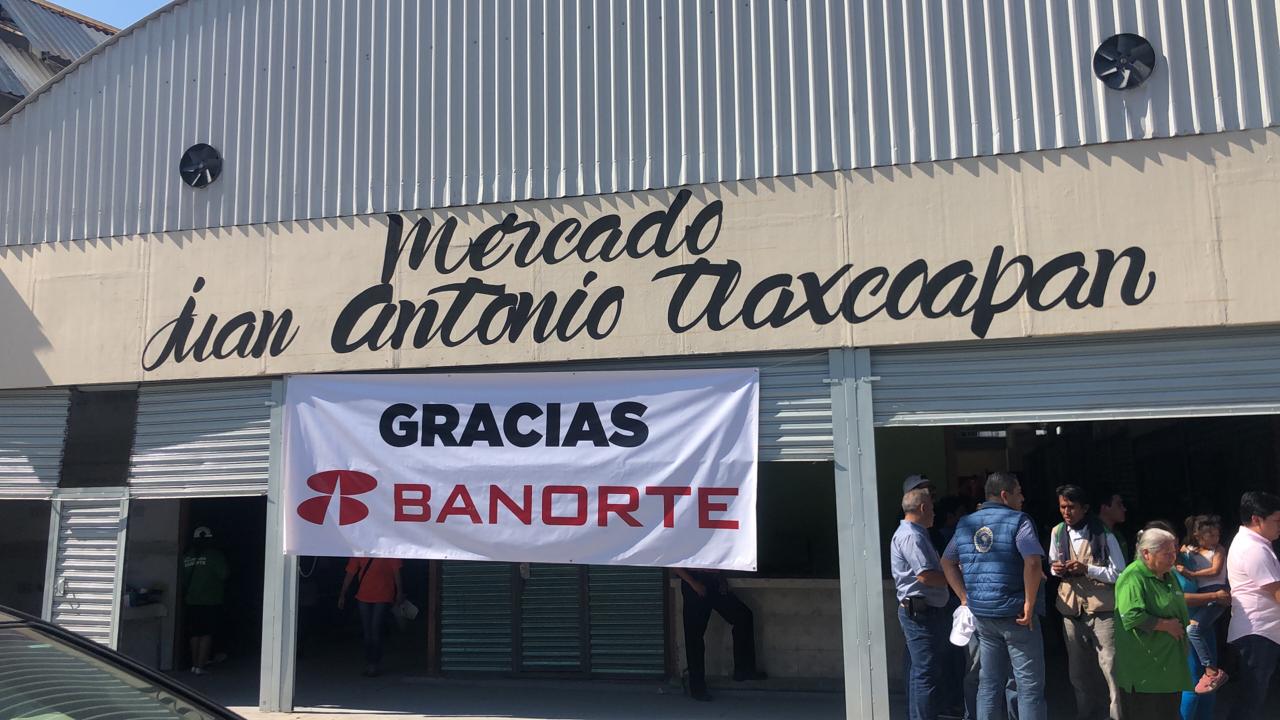 Mercado
Juan Antonio Tlaxcoapan
GRACIAS
BANORTE